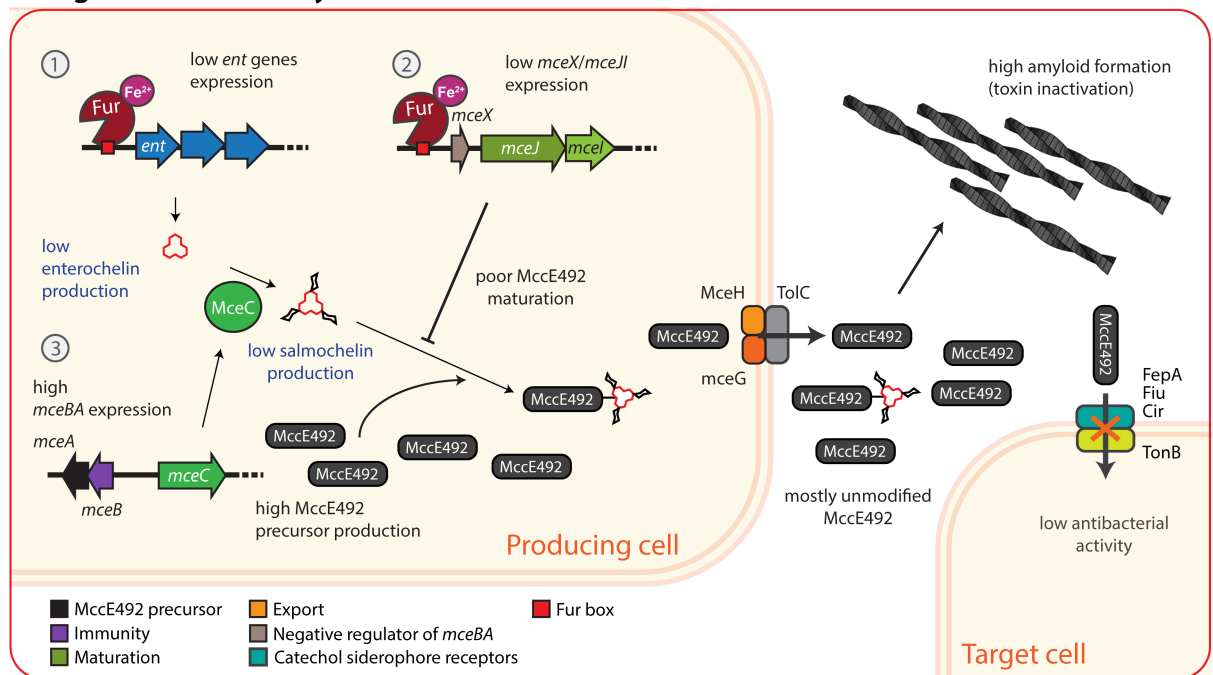 1
low ent genes
expression
Fur
Fe2+
ent
2
low mceX/mceJI
expression
Fur
Fe2+
mceX
mceJ
mceI
high amyloid formation
(toxin inactivation)
low
enterochelin
production
MceC
low salmochelin
production
poor MccE492
maturation
3
high
mceBA expression
mceA
mceB
mceC
MccE492
MccE492
MccE492
MccE492
high MccE492
precursor production
MccE492
Producing cell
MccE492
MceH
TolC
mceG
MccE492
MccE492
MccE492
MccE492
MccE492
mostly unmodified
MccE492
MccE492
FepA
Fiu
Cir
TonB
low antibacterial
activity
Target cell
MccE492 precursor
Immunity
Maturation
Export
Negative regulator of mceBA
Catechol siderophore receptors
Fur box